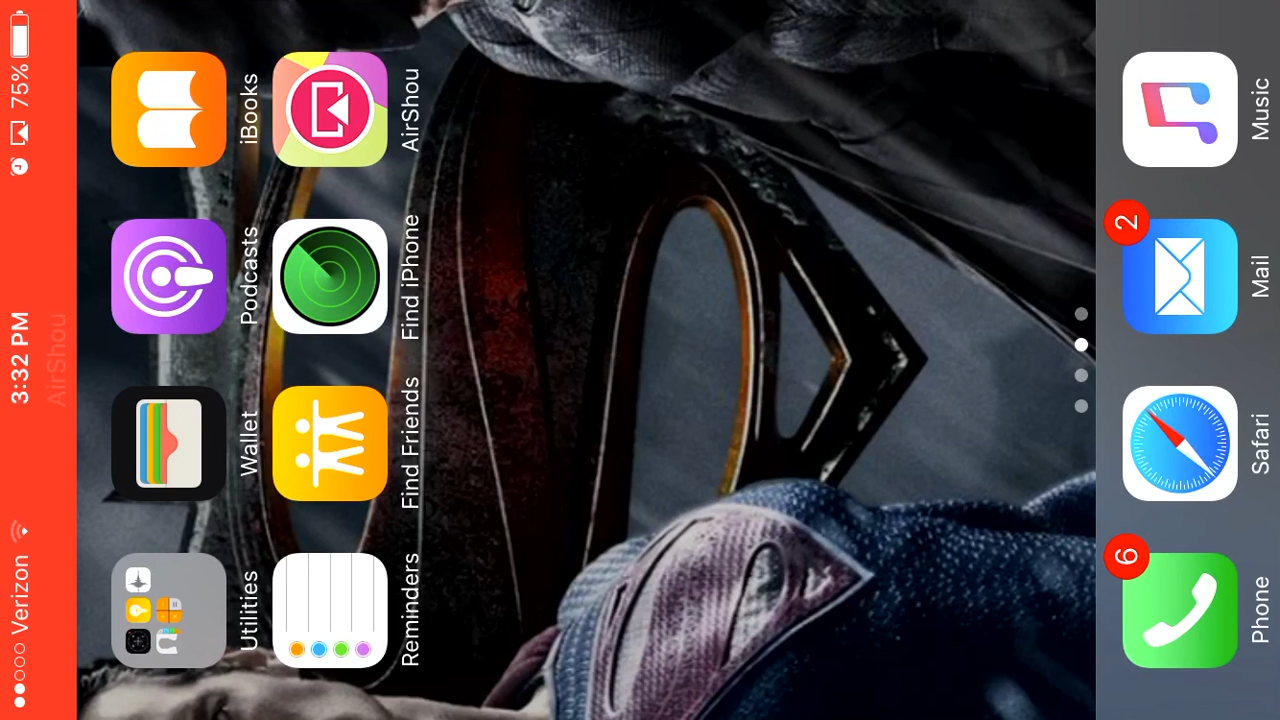 Verizon 3:32 PM 75%
AirShou
Utilities Wallet Podcasts iBooks
Reminders Find Friends Find iPhone AirShou
6 2
Phone Safari Mail Music